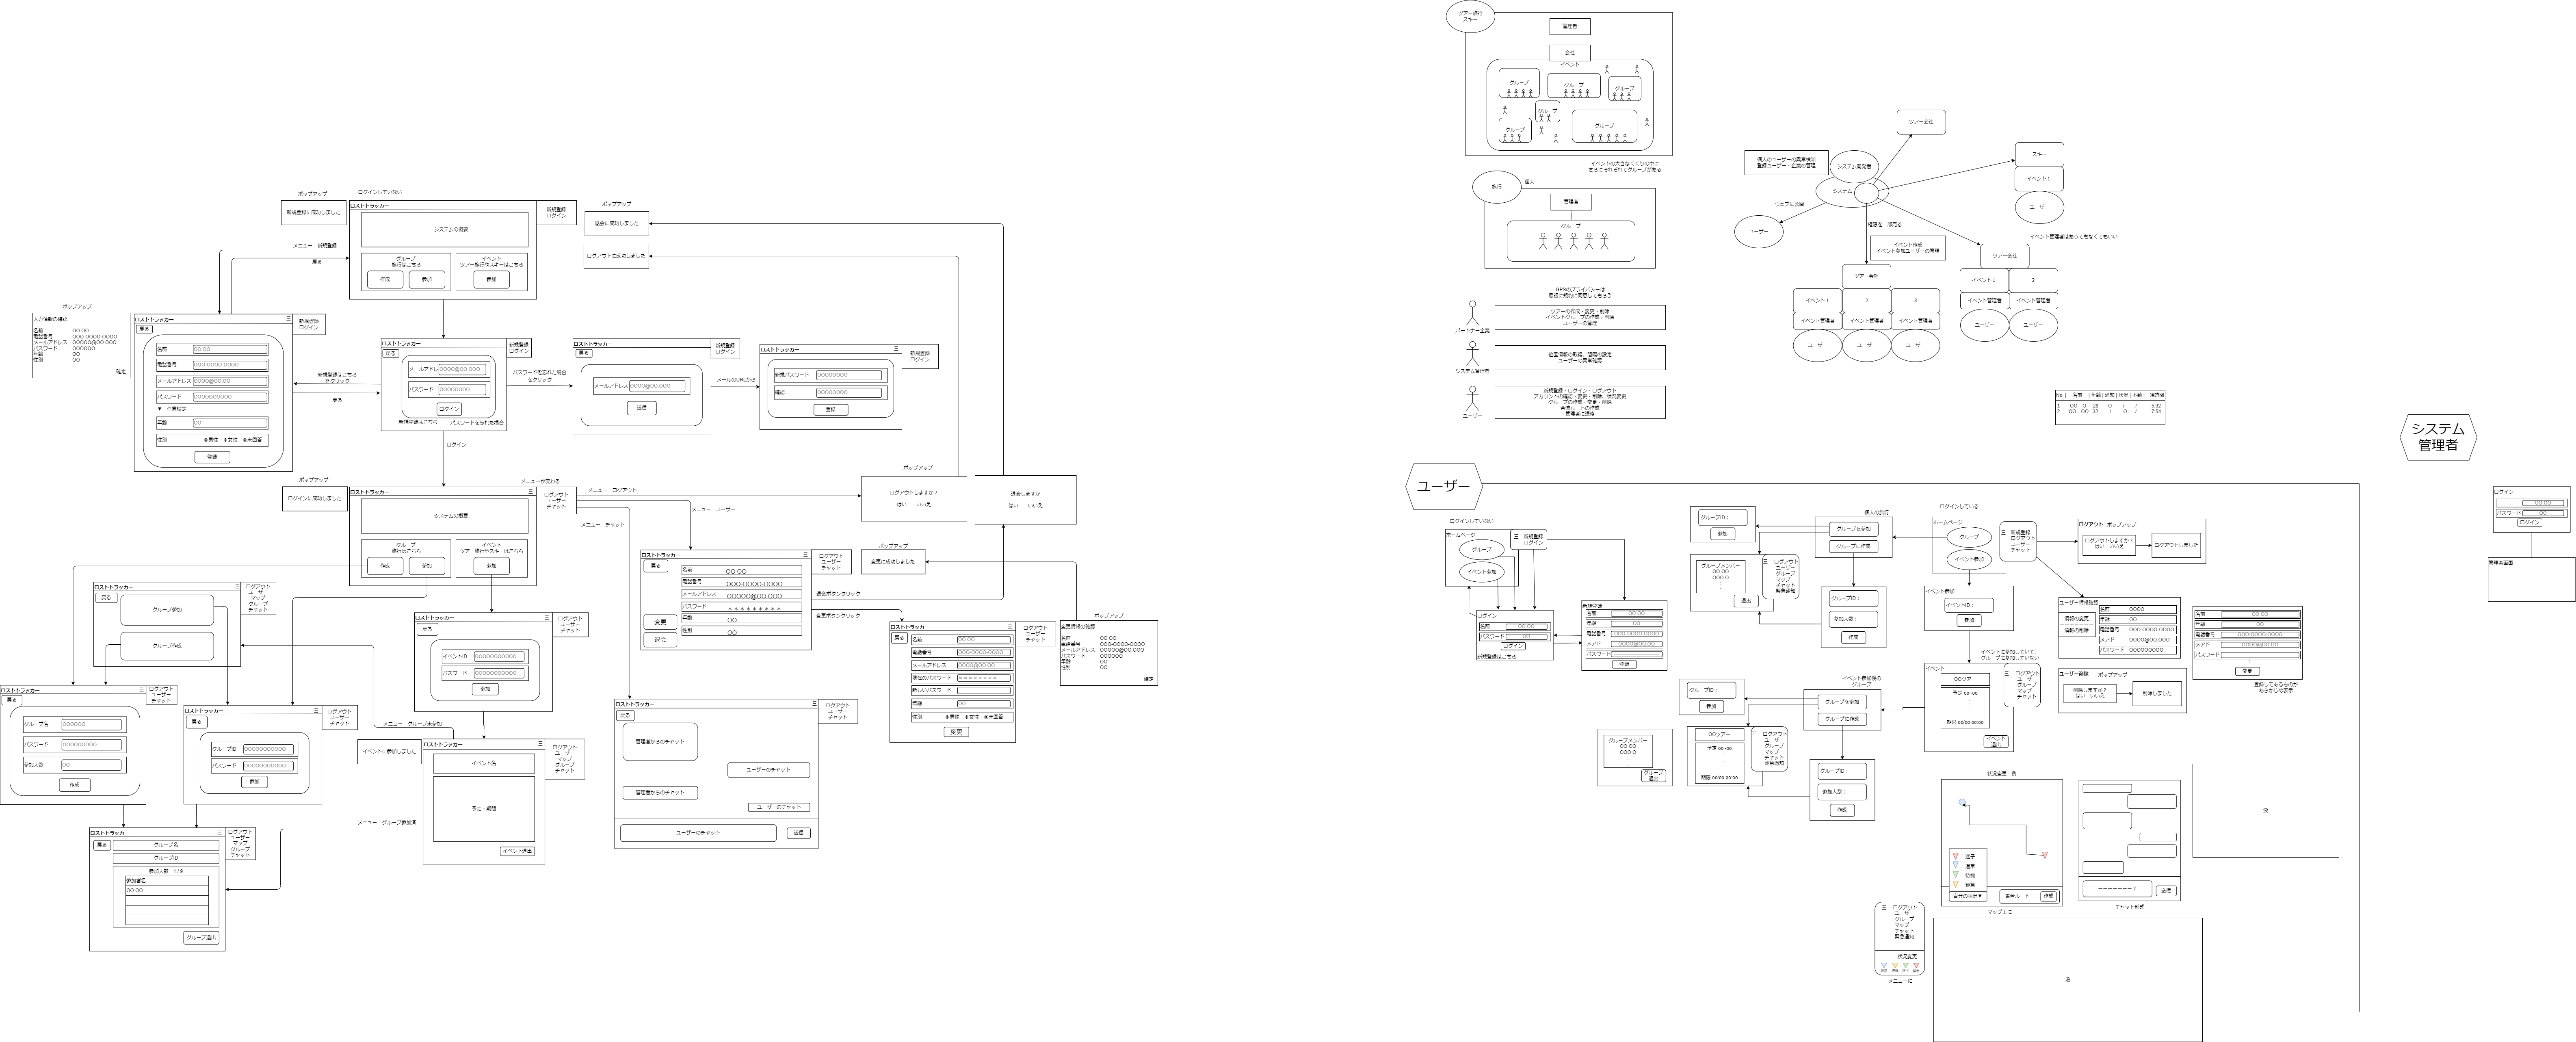 ポップアップ
新規登録に成功しました
ログインしていない
ロストトラッカー
三
新規登録
ログイン
システムの概要
グループ
旅行はこちら
作成
参加
イベント
ツアー旅行やスキーはこちら
参加
ポップアップ
退会に成功しました
ログアウトに成功しました
メニュー　新規登録
戻る
ポップアップ
入力情報の確認
名前 OO OO
電話番号 OOO-OOOO-OOOO
メールアドレス OOOOO@OO.OOO
パスワード OOOOOO
年齢 OO
性別 OO
確定
ロストトラッカー
三
新規登録
ログイン
戻る
名前 OO OO
電話番号 OOO-OOOO-OOOO
メールアドレス OOOO@OO.OO
パスワード OOOOOOOOOO
▼　任意設定
年齢 OO
性別 男性 女性 未回答
登録
新規登録はこちら
をクリック
戻る
ロストトラッカー
三
新規登録
ログイン
戻る
メールアドレス OOOO@OO.OOO
パスワード OOOOOOOO
ログイン
新規登録はこちら
パスワードを忘れた場合
パスワードを忘れた場合
をクリック
ロストトラッカー
三
新規登録
ログイン
戻る
メールアドレス OOOO@OO.OOO
送信
メールのURLから
ロストトラッカー
三
新規登録
ログイン
新規パスワード OOOOOOOO
確認 OOOOOOOO
登録
ログイン
ポップアップ
ログインに成功しました
メニューが変わる
ロストトラッカー
三
ログアウト
ユーザー
チャット
システムの概要
グループ
旅行はこちら
作成
参加
イベント
ツアー旅行やスキーはこちら
参加
メニュー　ログアウト
メニュー　ユーザー
メニュー　チャット
ポップアップ
ログアウトしますか？
はい　いいえ
退会しますか
はい　いいえ
ロストトラッカー
三
ログアウト
ユーザー
チャット
戻る
名前 OO OO
電話番号 OOO-OOOO-OOOO
メールアドレス OOOOO@OO.OOO
パスワード ＊＊＊＊＊＊＊＊＊
年齢 OO
性別 OO
変更
退会
ポップアップ
変更に成功しました
退会ボタンクリック
変更ボタンクリック
ロストトラッカー
三
ログアウト
ユーザー
チャット
戻る
名前 OO OO
電話番号 OOO-OOOO-OOOO
メールアドレス OOOO@OO.OO
現在のパスワード ＊＊＊＊＊＊＊＊
新しいパスワード
年齢 OO
性別 男性 女性 未回答
変更
ポップアップ
変更情報の確認
名前 OO OO
電話番号 OOO-OOOO-OOOO
メールアドレス OOOOO@OO.OOO
パスワード OOOOOO
年齢 OO
性別 OO
確定
ロストトラッカー
三
ログアウト
ユーザー
マップ
グループ
チャット
戻る
グループ参加
グループ作成
ロストトラッカー
三
ログアウト
ユーザー
チャット
戻る
イベントID OOOOOOOOOOO
パスワード OOOOOOOOOOO
参加
ロストトラッカー
三
ログアウト
ユーザー
チャット
戻る
グループ名 OOOOOO
パスワード OOOOOOOOO
参加人数 OO
作成
ロストトラッカー
三
ログアウト
ユーザー
チャット
戻る
グループID OOOOOOOOOOO
パスワード OOOOOOOOOOO
参加
メニュー　グループ未参加
イベントに参加しました
ロストトラッカー
三
ログアウト
ユーザー
マップ
グループ
チャット
イベント名
予定・期間
イベント退出
メニュー　グループ参加済
ロストトラッカー
三
ログアウト
ユーザー
チャット
戻る
管理者からのチャット
ユーザーのチャット
管理者からのチャット
ユーザーのチャット
ユーザーのチャット
送信
ロストトラッカー
三
ログアウト
ユーザー
マップ
グループ
チャット
戻る
グループ名
グループID
参加人数　1 / 9
参加者名
OO OO
グループ退出
ツアー旅行
スキー
管理者
会社
イベント
グループ
グループ
グループ
グループ
グループ
グループ
イベントの大きなくくりの中に
さらにそれぞれでグループがある
旅行
個人
管理者
グループ
GPSのプライバシーは
最初に規約に同意してもらう
パートナー企業
ツアーの作成・変更・削除
イベントグループの作成・削除
ユーザーの管理
システム管理者
位置情報の取得、間隔の設定
ユーザーの異常確認
ユーザー
新規登録・ログイン・ログアウト
アカウントの確認・変更・削除、状況変更
グループの作成・変更・削除
合流ルートの作成
管理者に連絡
個人のユーザーの異常検知
登録ユーザー・企業の管理
システム開発者
システム
ツアー会社
スキー
イベント１
ユーザー
ウェブに公開
ユーザー
権限を一部売る
イベント作成
イベント参加ユーザーの管理
イベント管理者はあってもなくてもいい
ツアー会社
イベント１
2
イベント管理者
イベント管理者
ユーザー
ユーザー
ツアー会社
イベント１
2
3
イベント管理者
イベント管理者
イベント管理者
ユーザー
ユーザー
ユーザー
No.|　名前　|年齢|通知|状況|不動|　残時間
1 OO O 28 O / / 5:32
2 OO OO 32 / O / 7:54
システム
管理者
ログイン
OO OO
パスワード OO
ログイン
管理者画面
ユーザー
ログインしていない
ホームページ
グループ
イベント参加
三　新規登録
ログイン
ログイン
名前 OO OO
パスワード OO
ログイン
新規登録はこちら
新規登録
名前 OO OO
年齢 OO
電話番号 OOO-OOOO-OOOO
メアド OOOO@OO.OO
パスワード
登録
個人の旅行
グループID：
参加
グループを参加
グループに作成
グループメンバー
OO OO
OOO O
退出
三　ログアウト
ユーザー
グループ
マップ
チャット
緊急通知
グループID：
参加人数：
作成
ログインしている
ホームページ
グループ
イベント参加
三　新規登録
ログアウト
ユーザー
チャット
ログアウト　ポップアップ
ログアウトしますか？
はい　いいえ
ログアウトしました
イベント参加
イベントID：
参加
ユーザー情報確認
情報の変更
ーーーーーー
情報の削除
名前 OOOO
年齢 OO
電話番号 OOO-OOOO-OOOO
メアド OOOO@OO.OOO
パスワード OOOOOOOOO
名前 OO OO
年齢 OO
電話番号 OOO-OOOO-OOOO
メアド OOOO@OO.OO
パスワード
変更
登録してあるものが
あらかじめ表示
ユーザー削除　ポップアップ
削除しますか？
はい　いいえ
削除しました
イベントに参加していて、
グループに参加していない
イベント
OOツアー
予定 oo~oo
期限 oo/oo oo:oo
イベント
退出
三　ログアウト
ユーザー
グループ
マップ
チャット
イベント参加後の
グループ
グループID：
参加
グループを参加
グループに作成
グループメンバー
OO OO
OOO O
グループ
退出
OOツアー
予定 oo~oo
期限 oo/oo oo:oo
三　ログアウト
ユーザー
グループ
マップ
チャット
緊急通知
グループID：
参加人数：
作成
状況変更　例
迷子
通常
待機
緊急
自分の状況▼
集合ルート
作成
マップ上に
ーーーーーーー？
送信
チャット形式
没
三　ログアウト
ユーザー
グループ
マップ
チャット
緊急通知
状況変更
メニューに
没